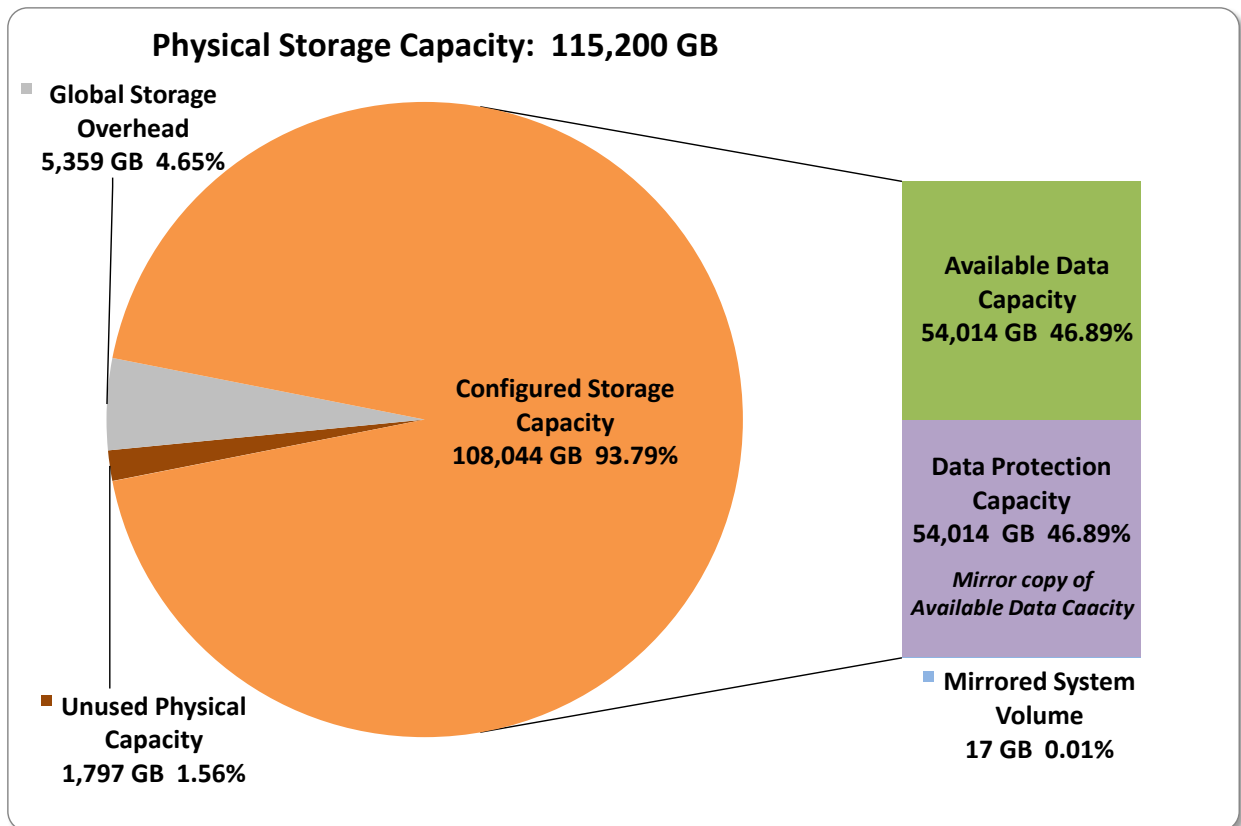 Physical Storage Capacity:  115,200 GB
Global Storage
Overhead
5,359 GB  4.65%
Configured Storage
Capacity
108,044 GB  93.79%
Unused Physical
Capacity
1,797 GB  1.56%
Available Data
Capacity
54,014 GB  46.89%
Data Protection
Capacity
54,014  GB  46.89%
Mirror copy of
Available Data Caacity
Mirrored System
Volume
17 GB  0.01%